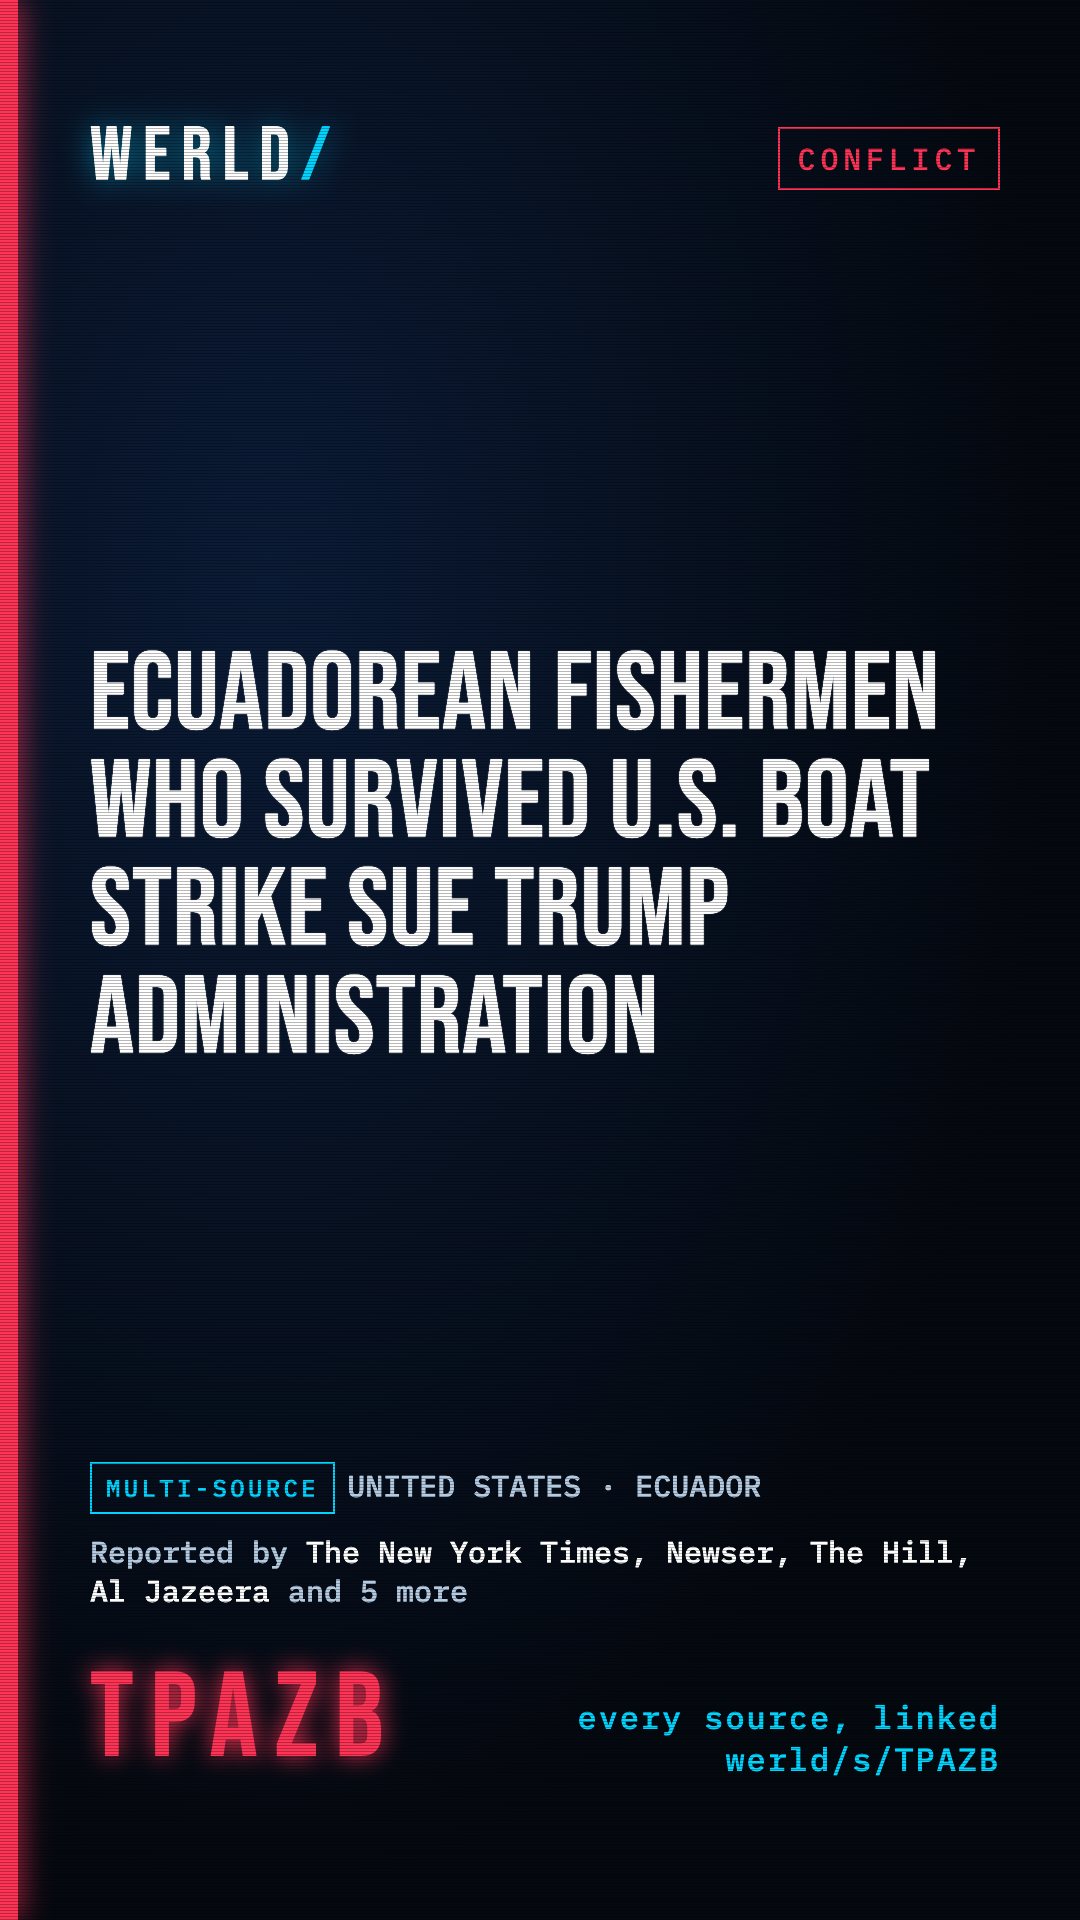 WERLD/
CONFLICT
ECUADOREAN FISHERMEN
WHO SURVIVED U.S. BOAT
STRIKE SUE TRUMP
ADMINISTRATION
MULTI-SOURCE UNITED STATES · ECUADOR
Reported by The New York Times, Newser, The Hill,
Al Jazeera and 5 more
TPAZB
every source, linked
werld/s/TPAZB